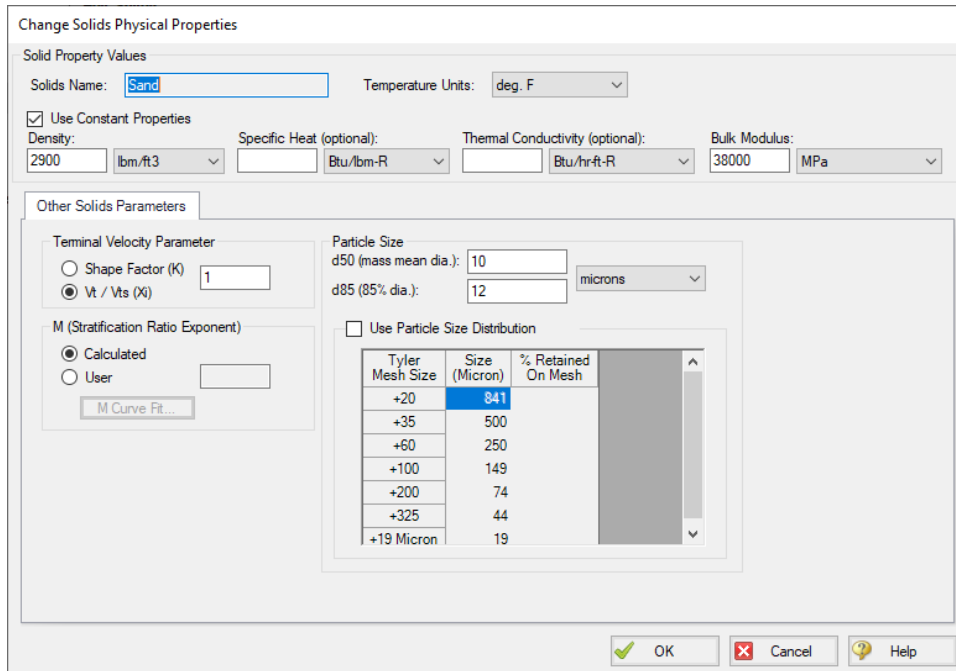 Change Solids Physical Properties
Solid Property Values
Solids Name: Sand Temperature Units: deg. F
Use Constant Properties
Density: Specific Heat (optional): Thermal Conductivity (optional): Bulk Modulus:
2900 lbm/ft3 Btu/lbm-R Btu/hr-ft-R 38000 MPa
Other Solids Parameters
Terminal Velocity Parameter
Shape Factor (K) 1
Vt / Vts (Xi)
M (Stratification Ratio Exponent)
Calculated
User
M Curve Fit...
Particle Size
d50 (mass mean dia.): 10 microns
d85 (85% dia.): 12
Use Particle Size Distribution
Tyler Size % Retained
Mesh Size (Micron) On Mesh
+20 841
+35 500
+60 250
+100 149
+200 74
+325 44
+19 Micron 19
OK Cancel Help